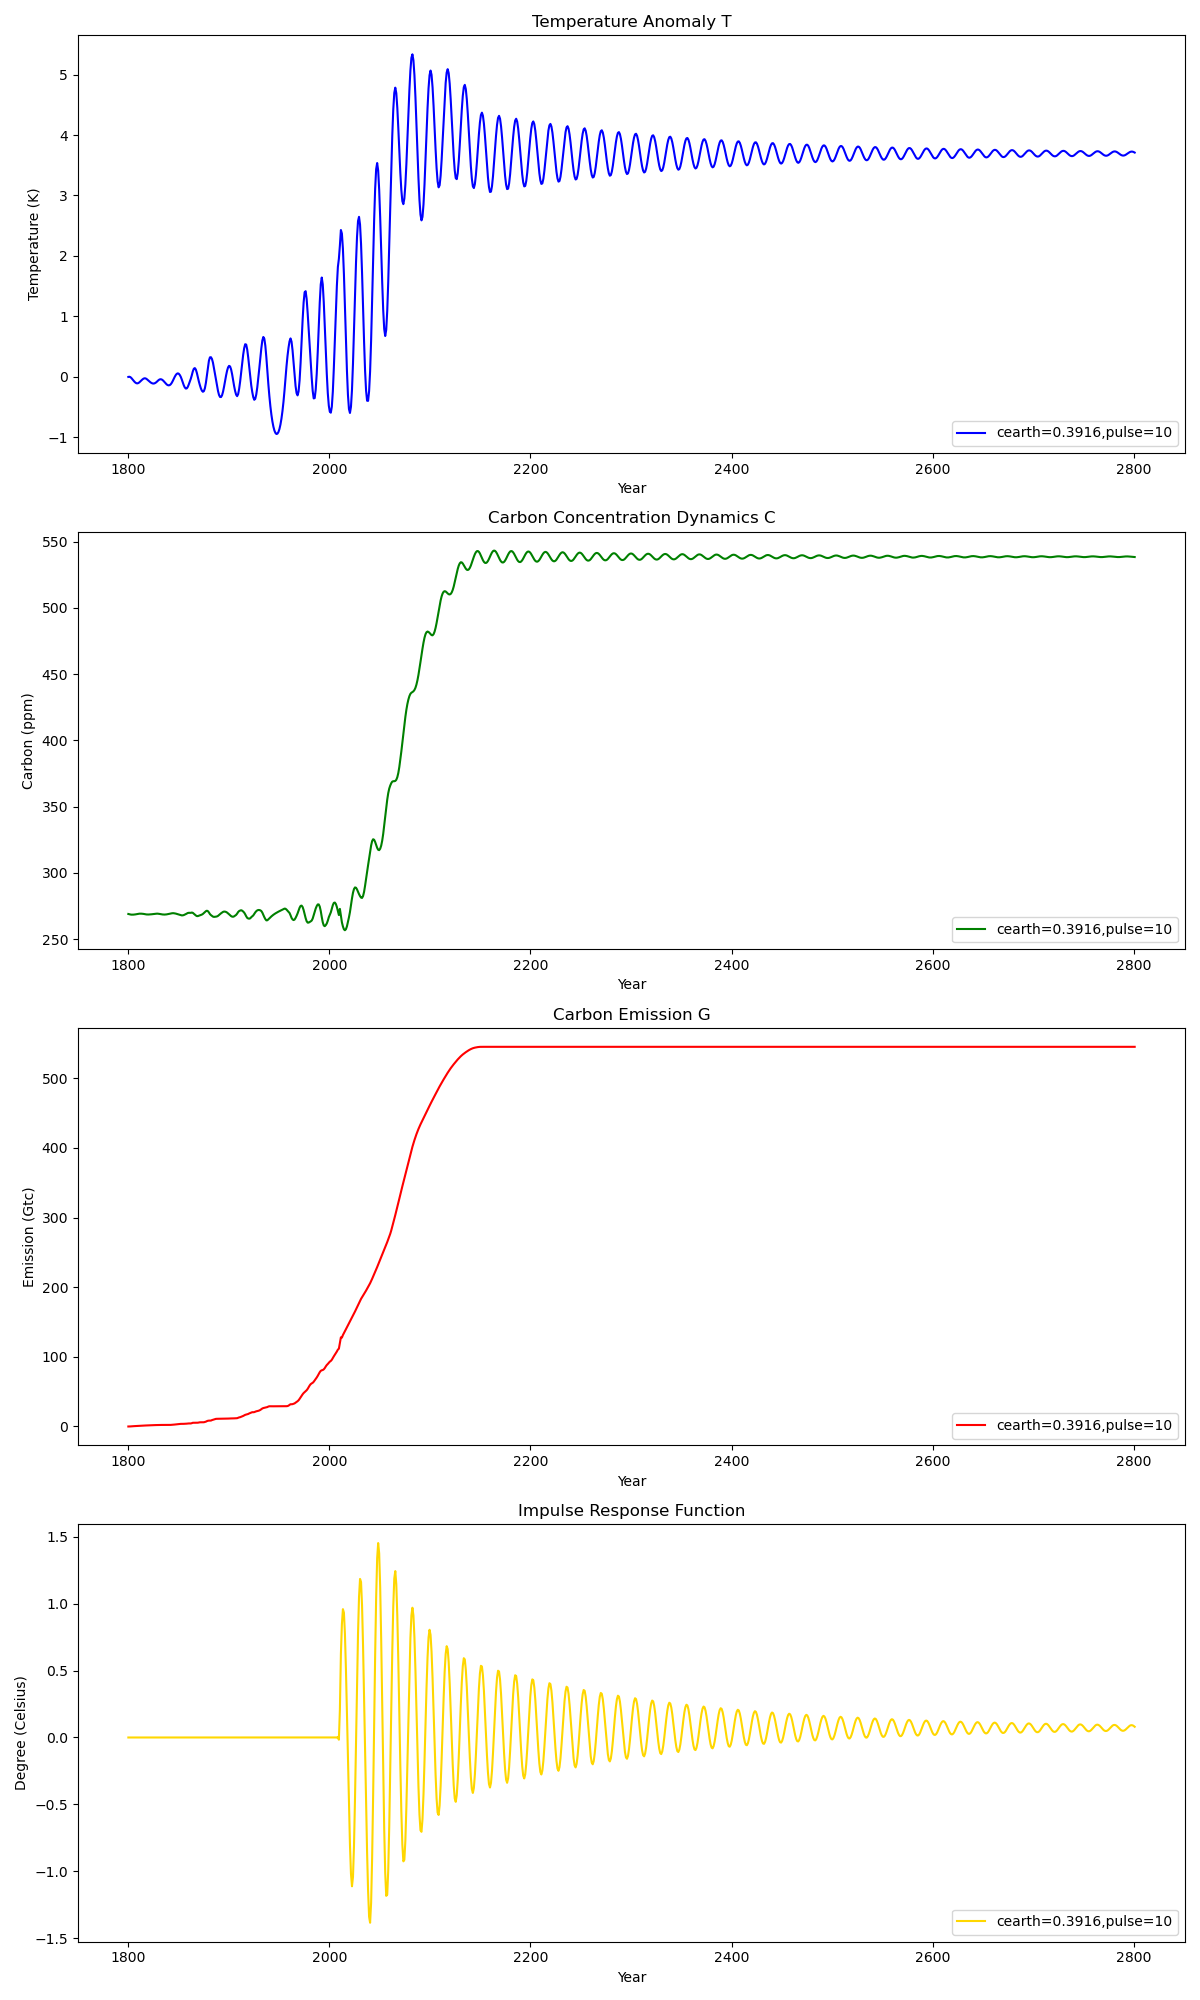 Temperature Anomaly T
5
4
3
2
1
0
−1
Temperature (K)
cearth=0.3916,pulse=10
1800 2000 2200 2400 2600 2800
Year
Carbon Concentration Dynamics C
550
500
450
400
350
300
250
Carbon (ppm)
cearth=0.3916,pulse=10
1800 2000 2200 2400 2600 2800
Year
Carbon Emission G
500
400
300
200
100
0
Emission (Gtc)
cearth=0.3916,pulse=10
1800 2000 2200 2400 2600 2800
Year
Impulse Response Function
1.5
1.0
0.5
0.0
−0.5
−1.0
−1.5
Degree (Celsius)
cearth=0.3916,pulse=10
1800 2000 2200 2400 2600 2800
Year